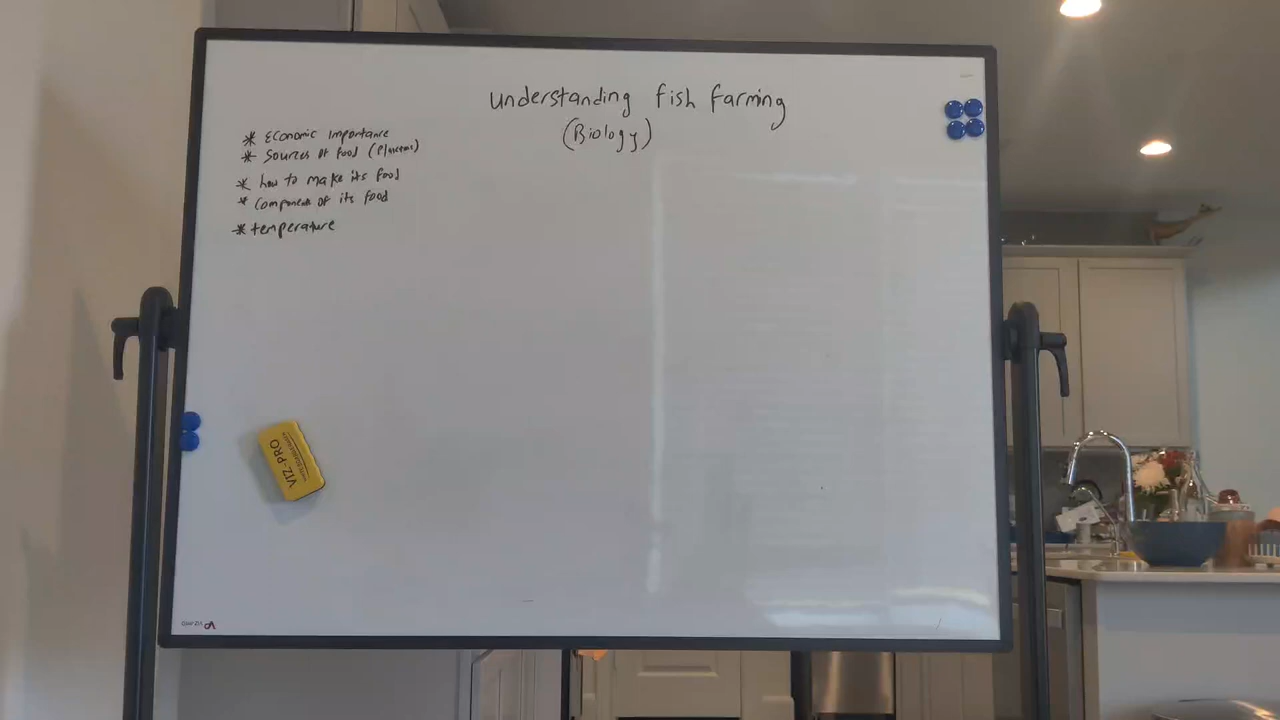 understanding fish farming
(Biology)
* Economic Importance
* Sources of food (
* how to make its food
* Components of its food
* temperature
VIZ-PRO